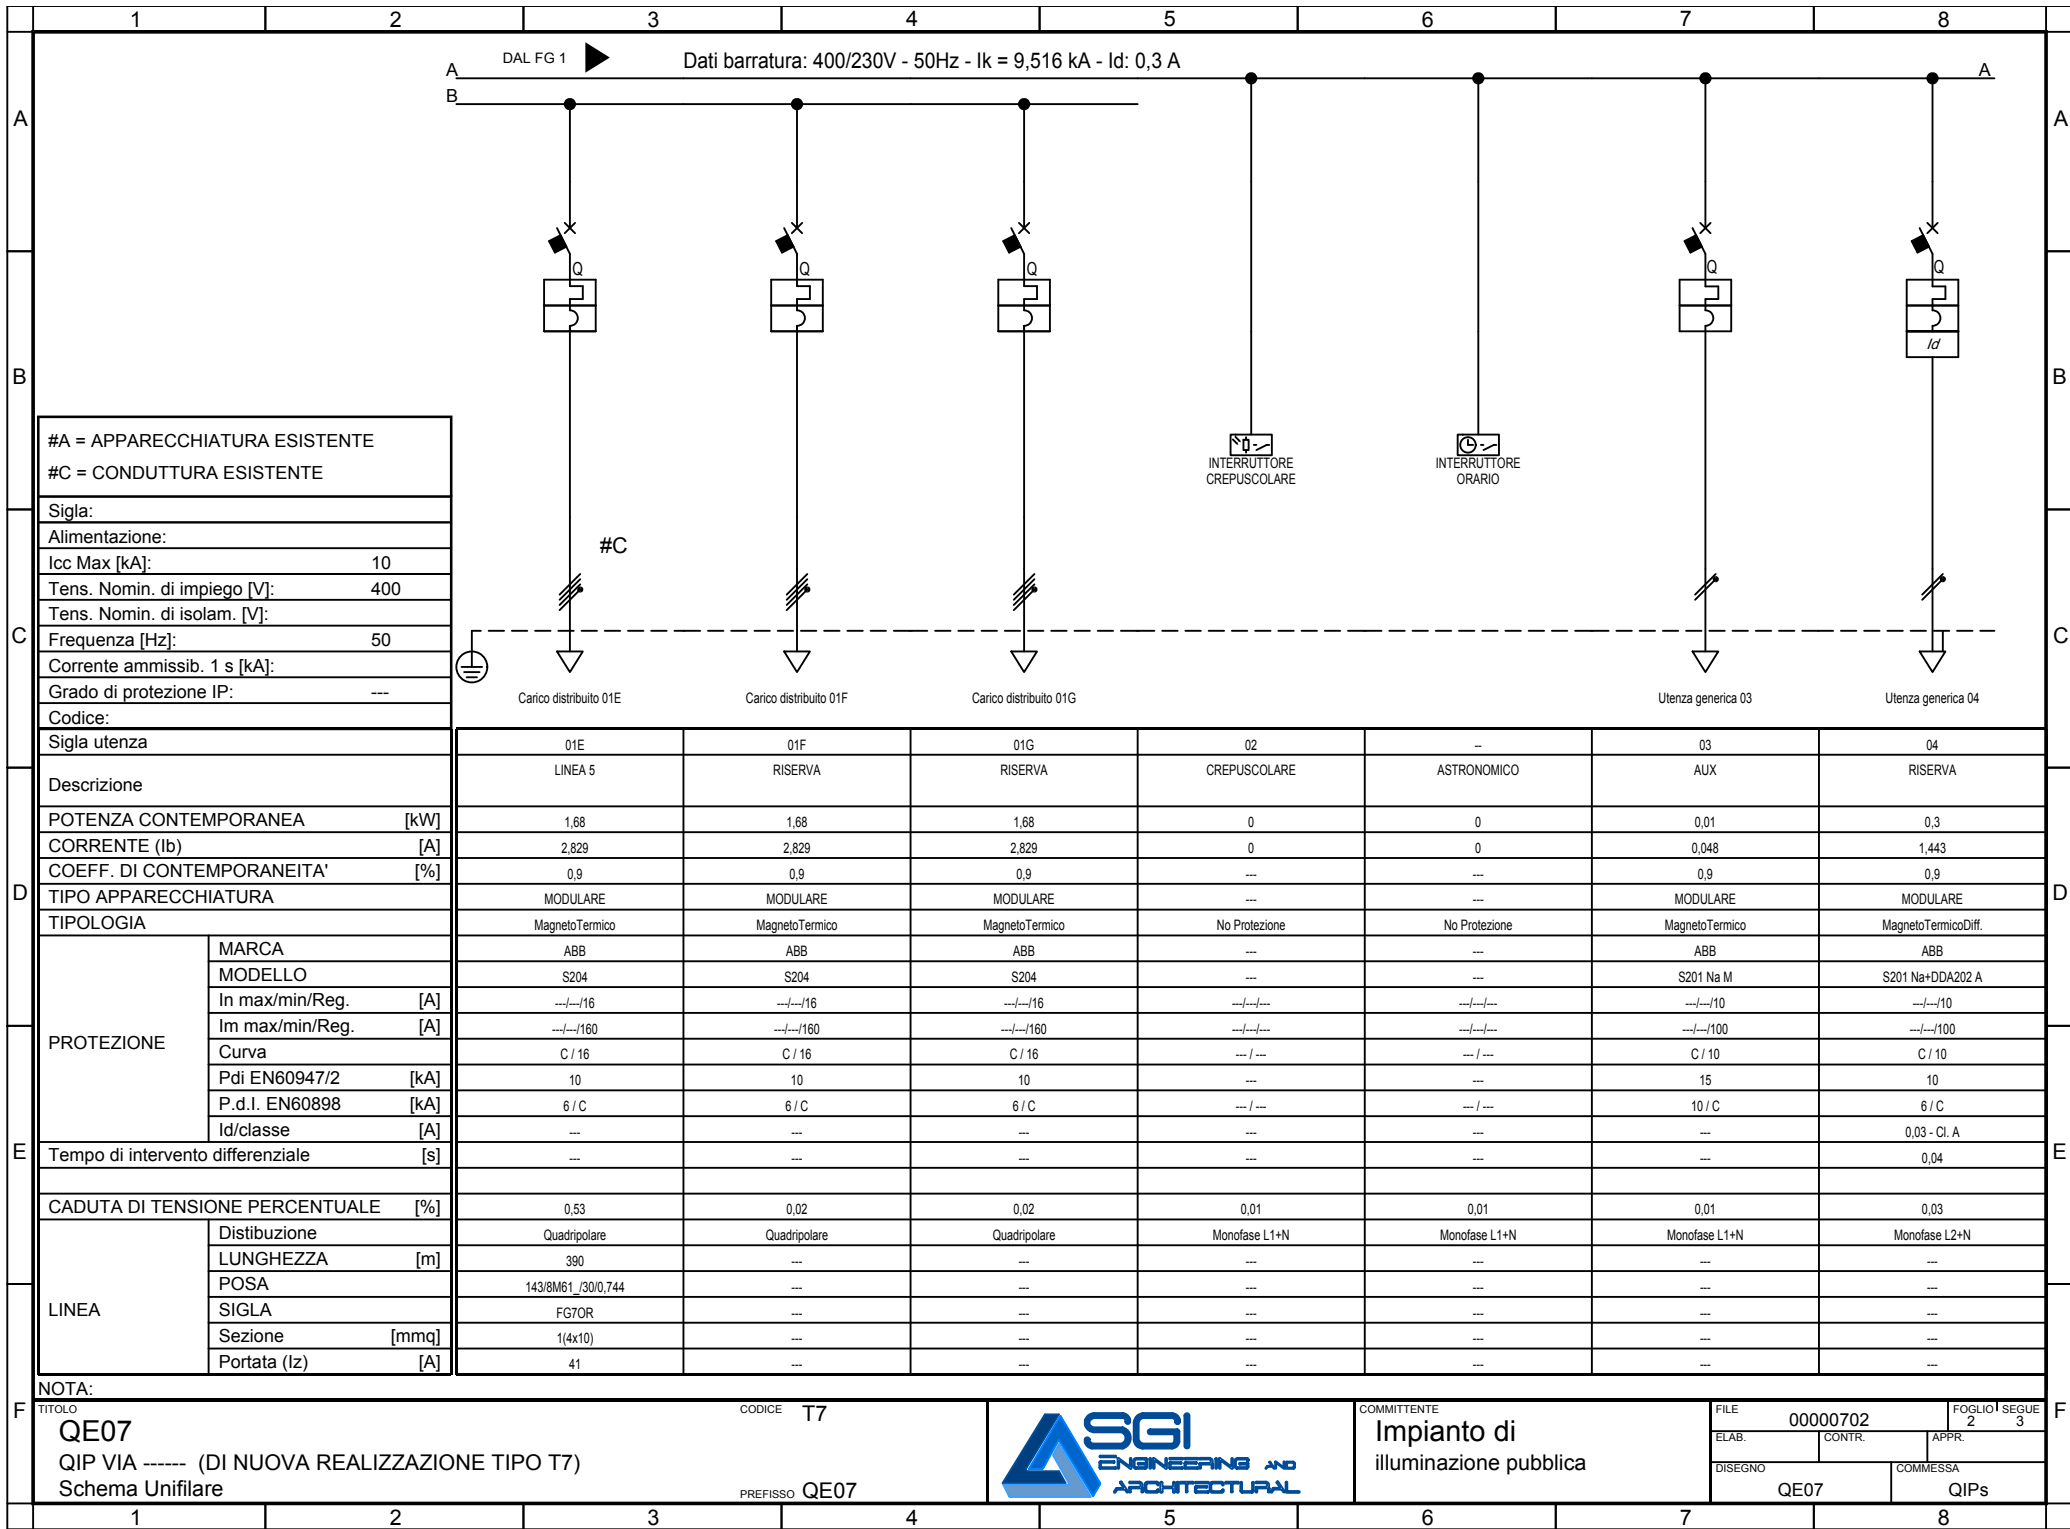 1 2 3 4 5 6 7 8
DAL FG 1 Dati barratura: 400/230V - 50Hz - Ik = 9,516 kA - Id: 0,3 A
A A
B
A A
Q Q Q Q Q
Id
B B
#A = APPARECCHIATURA ESISTENTE
#C = CONDUTTURA ESISTENTE
INTERRUTTORE CREPUSCOLARE
INTERRUTTORE ORARIO
Sigla:
Alimentazione:
#C
Icc Max [kA]: 10
Tens. Nomin. di impiego [V]: 400
Tens. Nomin. di isolam. [V]:
C C
Frequenza [Hz]: 50
Corrente ammissib. 1 s [kA]:
Grado di protezione IP: ---
Codice:
Carico distribuito 01E Carico distribuito 01F Carico distribuito 01G Utenza generica 03 Utenza generica 04
Sigla utenza 01E 01F 01G 02 -- 03 04
Descrizione LINEA 5 RISERVA RISERVA CREPUSCOLARE ASTRONOMICO AUX RISERVA
POTENZA CONTEMPORANEA [kW] 1,68 1,68 1,68 0 0 0,01 0,3
CORRENTE (Ib) [A] 2,829 2,829 2,829 0 0 0,048 1,443
COEFF. DI CONTEMPORANEITA' [%] 0,9 0,9 0,9 --- --- 0,9 0,9
D D
TIPO APPARECCHIATURA MODULARE MODULARE MODULARE --- --- MODULARE MODULARE
TIPOLOGIA MagnetoTermico MagnetoTermico MagnetoTermico No Protezione No Protezione MagnetoTermico MagnetoTermicoDiff.
PROTEZIONE
MARCA ABB ABB ABB --- --- ABB ABB
MODELLO S204 S204 S204 --- --- S201 Na M S201 Na+DDA202 A
In max/min/Reg. [A] ---/---/16 ---/---/16 ---/---/16 ---/---/--- ---/---/--- ---/---/10 ---/---/10
Im max/min/Reg. [A] ---/---/160 ---/---/160 ---/---/160 ---/---/--- ---/---/--- ---/---/100 ---/---/100
Curva C / 16 C / 16 C / 16 --- / --- --- / --- C / 10 C / 10
Pdi EN60947/2 [kA] 10 10 10 --- --- 15 10
P.d.I. EN60898 [kA] 6 / C 6 / C 6 / C --- / --- --- / --- 10 / C 6 / C
Id/classe [A] --- --- --- --- --- --- 0,03 - Cl. A
E E
Tempo di intervento differenziale [s] --- --- --- --- --- --- 0,04
CADUTA DI TENSIONE PERCENTUALE [%] 0,53 0,02 0,02 0,01 0,01 0,01 0,03
LINEA
Distibuzione Quadripolare Quadripolare Quadripolare Monofase L1+N Monofase L1+N Monofase L1+N Monofase L2+N
LUNGHEZZA [m] 390 --- --- --- --- --- ---
POSA 143/8M61_/30/0,744 --- --- --- --- --- ---
SIGLA FG7OR --- --- --- --- --- ---
Sezione [mmq] 1(4x10) --- --- --- --- --- ---
Portata (Iz) [A] 41 --- --- --- --- --- ---
NOTA:
F F
TITOLO
QE07
QIP VIA ------ (DI NUOVA REALIZZAZIONE TIPO T7)
Schema Unifilare
CODICE T7
PREFISSO QE07
SGI
ENGINEERING AND
ARCHITECTURAL
COMMITTENTE
Impianto di
illuminazione pubblica
FILE 00000702
FOGLIO 2
SEGUE 3
ELAB. CONTR. APPR.
DISEGNO QE07
COMMESSA QIPs
1 2 3 4 5 6 7 8